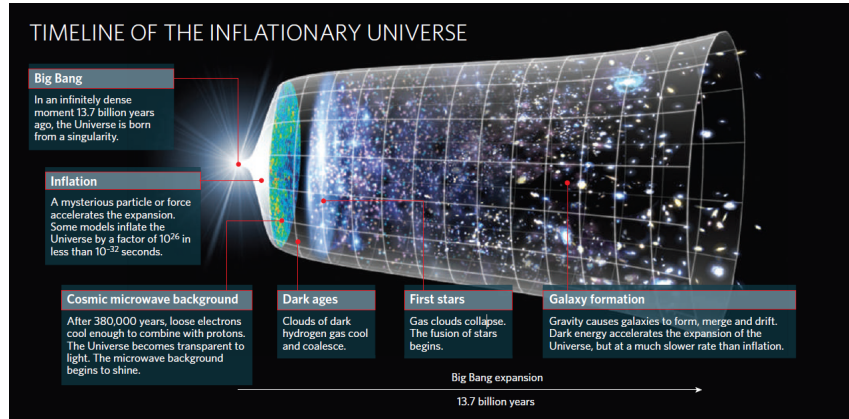 TIMELINE OF THE INFLATIONARY UNIVERSE
Big Bang
In an infinitely dense
moment 13.7 billion years
ago, the Universe is born
from a singularity.
Inflation
A mysterious particle or force
accelerates the expansion.
Some models inflate the
Universe by a factor of 10²⁶ in
less than 10⁻³² seconds.
Cosmic microwave background
After 380,000 years, loose electrons
cool enough to combine with protons.
The Universe becomes transparent to
light. The microwave background
begins to shine.
Dark ages
Clouds of dark
hydrogen gas cool
and coalesce.
First stars
Gas clouds collapse.
The fusion of stars
begins.
Galaxy formation
Gravity causes galaxies to form, merge and drift.
Dark energy accelerates the expansion of the
Universe, but at a much slower rate than inflation.
Big Bang expansion
13.7 billion years